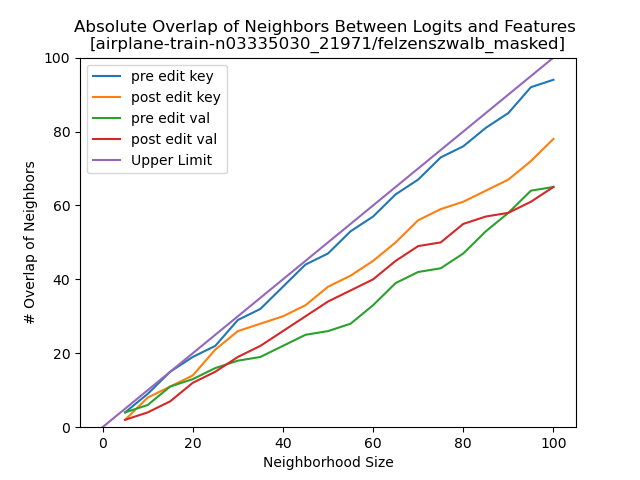 Absolute Overlap of Neighbors Between Logits and Features
[airplane-train-n03335030_21971/felzenszwalb_masked]
pre edit key
post edit key
pre edit val
post edit val
Upper Limit
# Overlap of Neighbors
100
80
60
40
20
0
0 20 40 60 80 100
Neighborhood Size